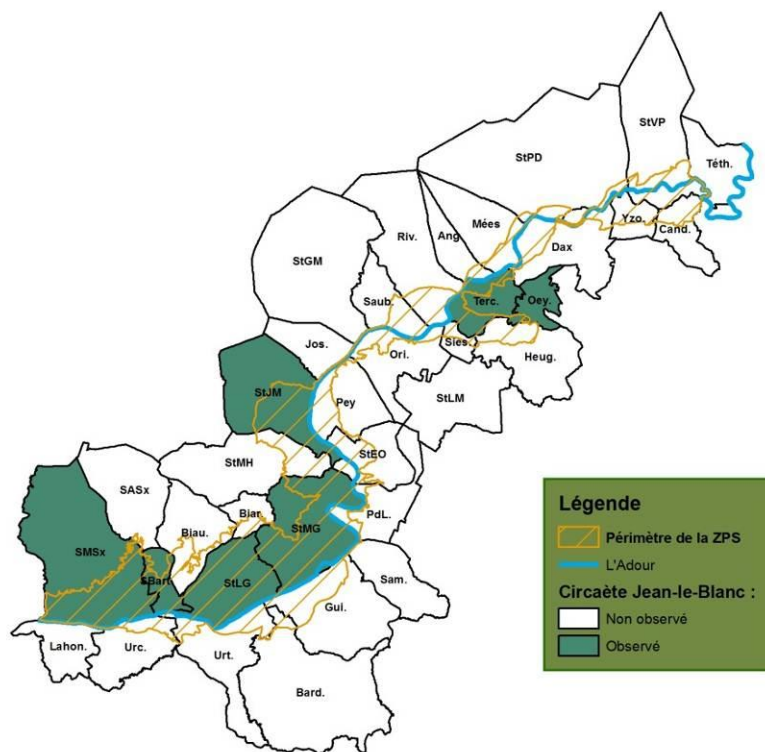 StVP
StPD
Téth.
Mées
Riv.
Ang
Yzo.
Cand.
Dax
StGM
Saub.
Terc.
Oey.
Jos.
Ori.
Sies.
Heug.
StJM
Pey
StLM
StMH
StEO
SASx
Biar.
PdL.
Biau.
StMG
SMSx
SBart
StLG
Sam.
Gui.
Lahon.
Urc.
Urt.
Bard.
Légende
Périmètre de la ZPS
L'Adour
Circaète Jean-le-Blanc :
Non observé
Observé